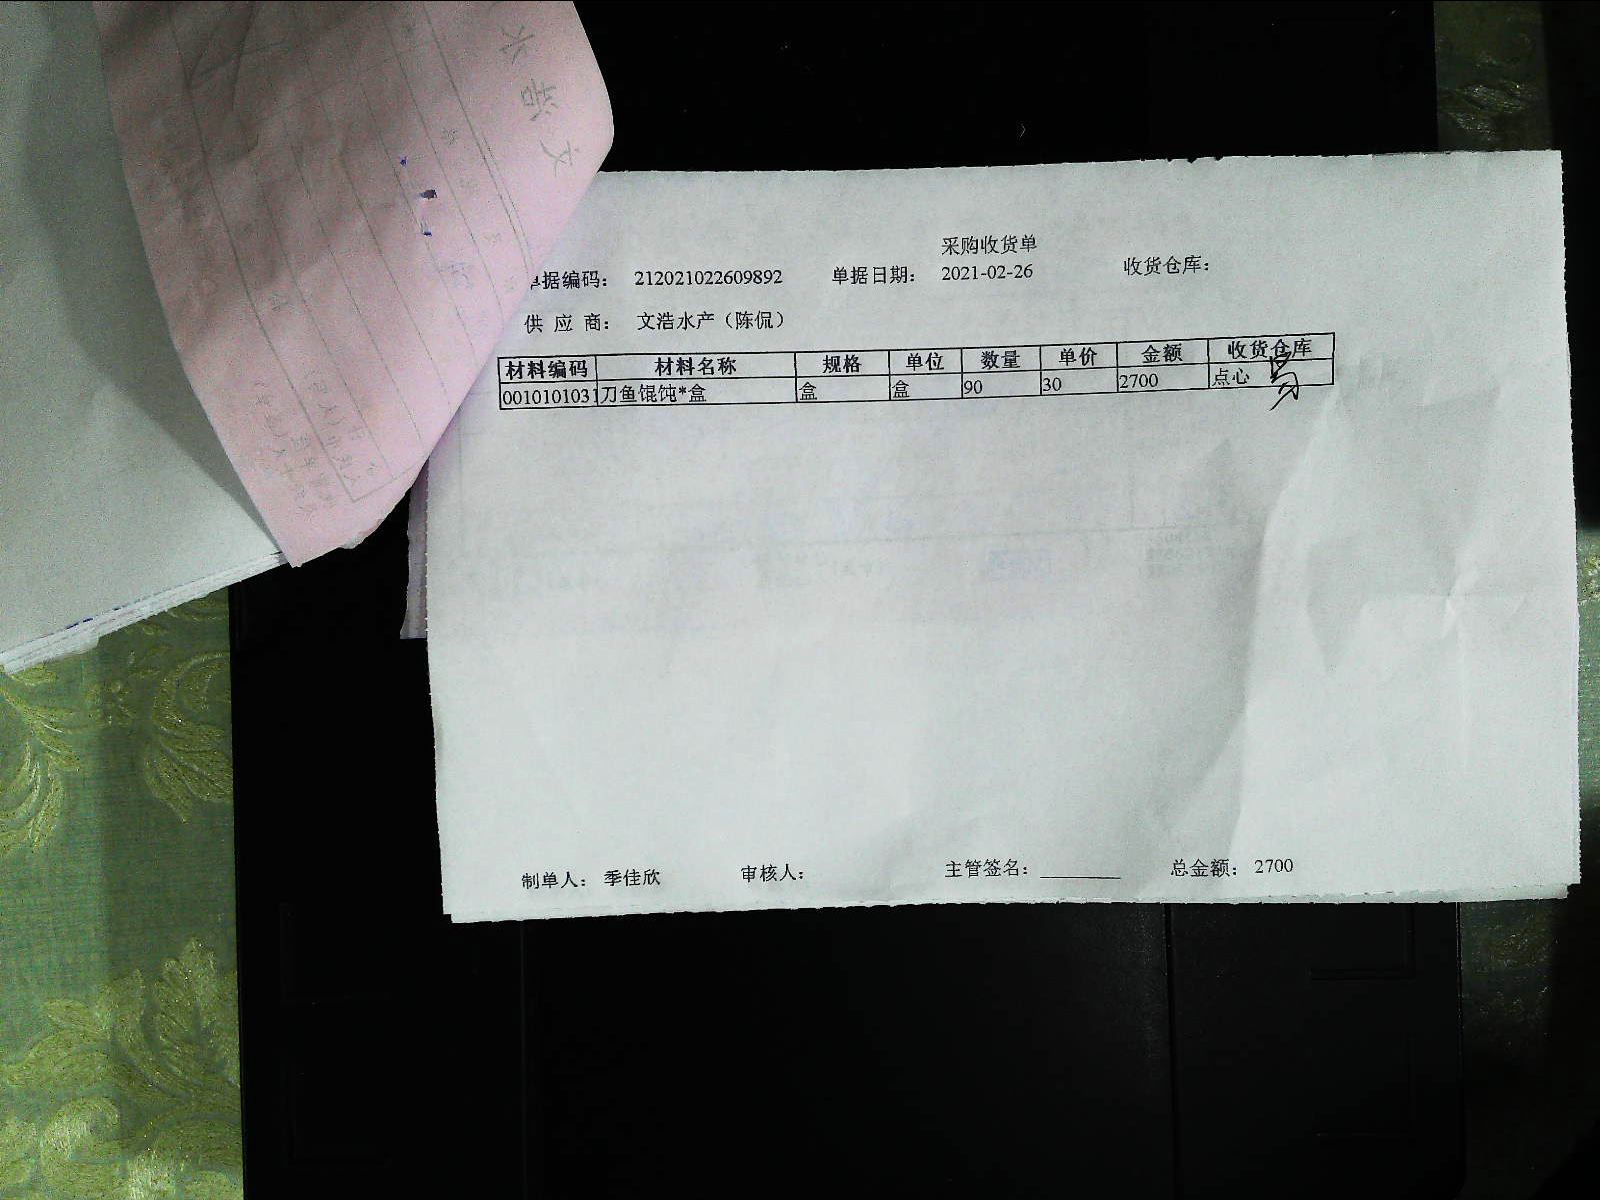 采购收货单
单据编码： 212021022609892 单据日期： 2021-02-26 收货仓库：
供 应 商： 文浩水产（陈侃）
材料编码 材料名称 规格 单位 数量 单价 金额 收货仓库
0010101031 刀鱼馄饨*盒 盒 盒 90 30 2700 点心
制单人： 季佳欣 审核人： 主管签名： 总金额： 2700
文浩水